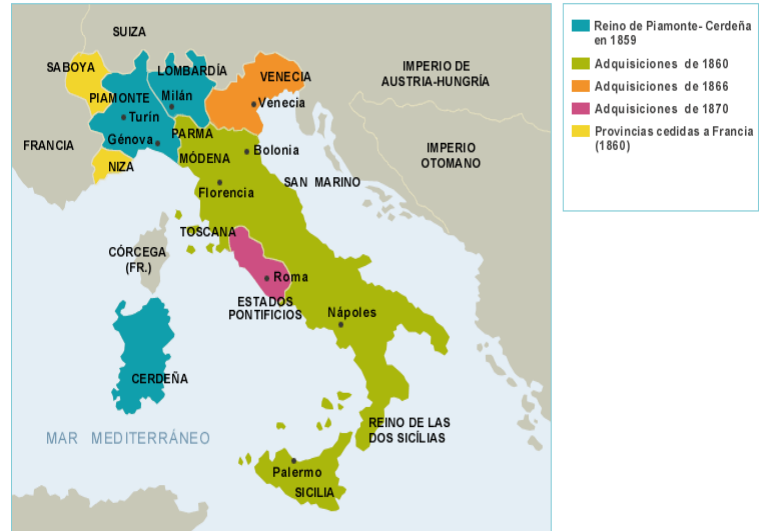 SUIZA
SABOYA
LOMBARDÍA
VENECIA
IMPERIO DE
AUSTRIA-HUNGRÍA
PIAMONTE
Milán
Venecia
Turín
FRANCIA
Génova
PARMA
MÓDENA
Bolonia
IMPERIO
OTOMANO
NIZA
Florencia
SAN MARINO
TOSCANA
CÓRCEGA
(FR.)
Roma
ESTADOS
PONTIFICIOS
Nápoles
CERDEÑA
MAR MEDITERRÁNEO
REINO DE LAS
DOS SICÍLIAS
Palermo
SICILIA
Reino de Piamonte- Cerdeña
en 1859
Adquisiciones de 1860
Adquisiciones de 1866
Adquisiciones de 1870
Provincias cedidas a Francia
(1860)